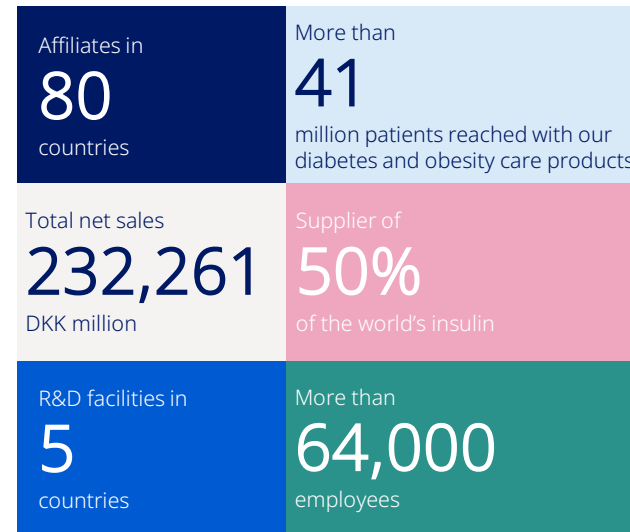 Affiliates in
80
countries
More than
41
million patients reached with our
diabetes and obesity care products
Total net sales
232,261
DKK million
Supplier of
50%
of the world’s insulin
R&D facilities in
5
countries
More than
64,000
employees